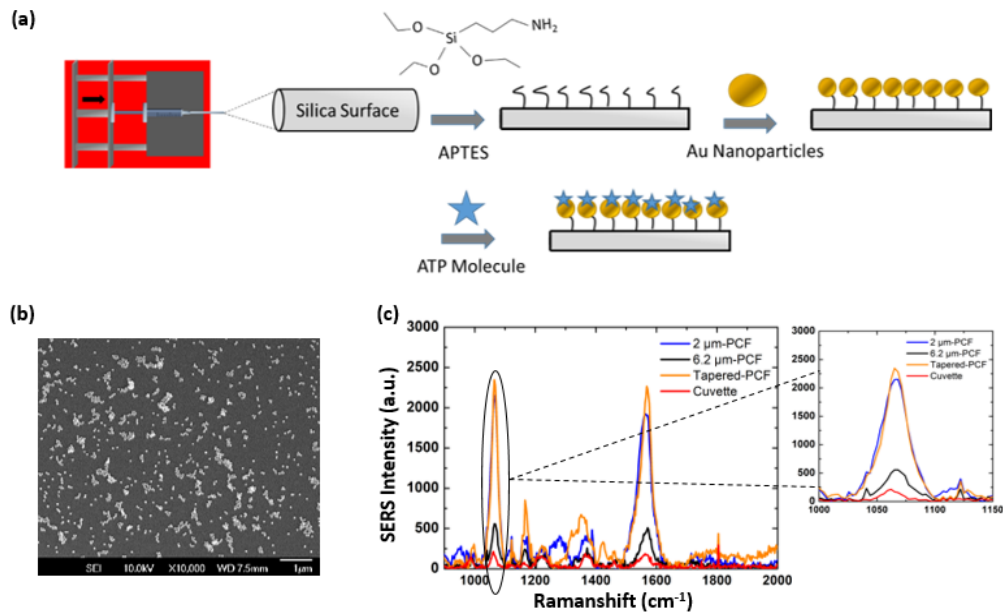 (a)
NH2
Si
O
O
O
Silica Surface
APTES
Au Nanoparticles
ATP Molecule
(b)
SEI 10.0kV X10,000 WD 7.5mm 1μm
(c)
SERS Intensity (a.u.)
3000
2500
2000
1500
1000
500
0
2 μm-PCF
6.2 μm-PCF
Tapered-PCF
Cuvette
1000 1200 1400 1600 1800 2000
Ramanshift (cm-1)
3000
2500
2000
1500
1000
500
0
2 μm-PCF
6.2 μm-PCF
Tapered-PCF
Cuvette
1000 1050 1100 1150